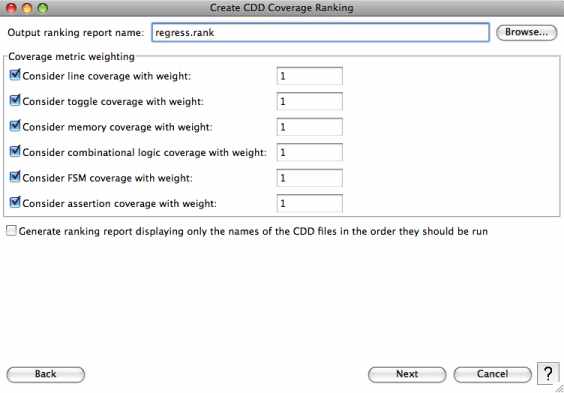 Create CDD Coverage Ranking
Output ranking report name: regress.rank Browse...
Coverage metric weighting
Consider line coverage with weight: 1
Consider toggle coverage with weight: 1
Consider memory coverage with weight: 1
Consider combinational logic coverage with weight: 1
Consider FSM coverage with weight: 1
Consider assertion coverage with weight: 1
Generate ranking report displaying only the names of the CDD files in the order they should be run
Back Next Cancel ?